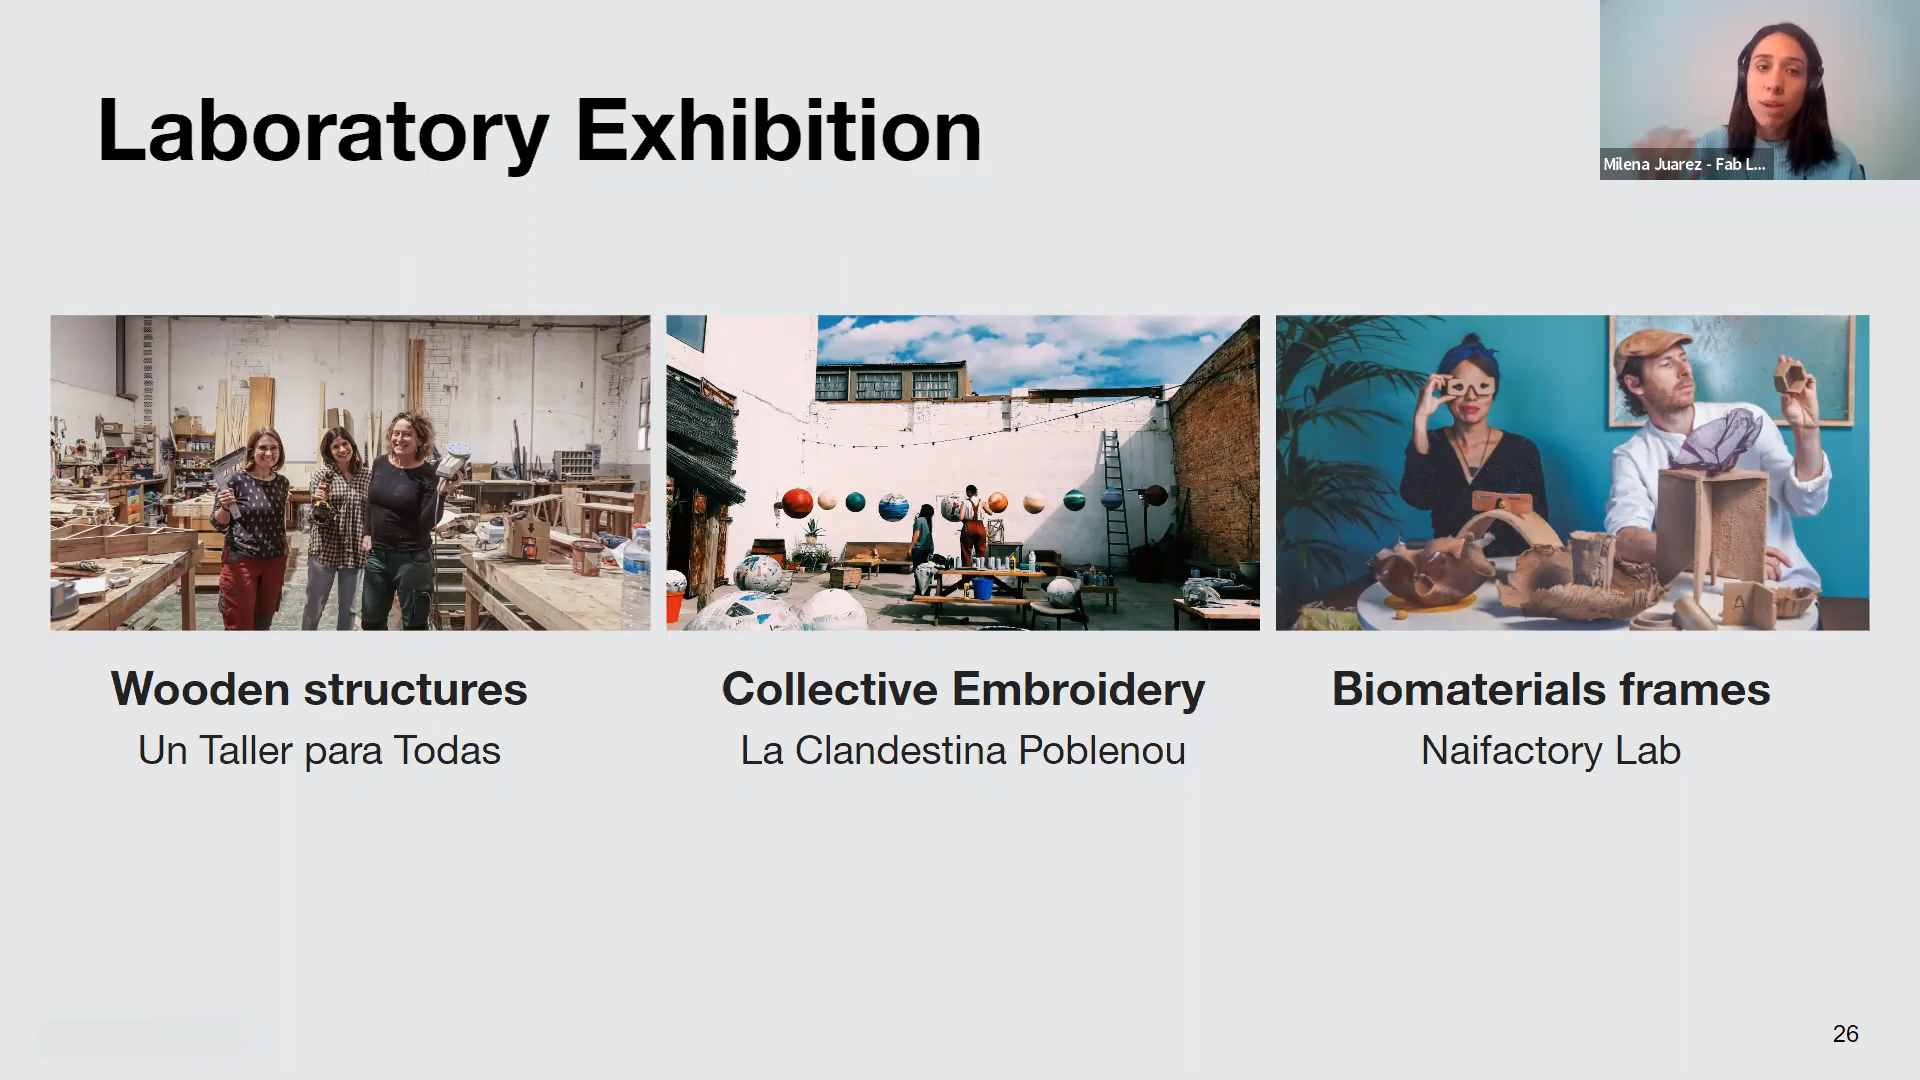 Laboratory Exhibition
Milena Juarez - Fab L...
Wooden structures
Un Taller para Todas
Collective Embroidery
La Clandestina Poblenou
Biomaterials frames
Naifactory Lab
A
26